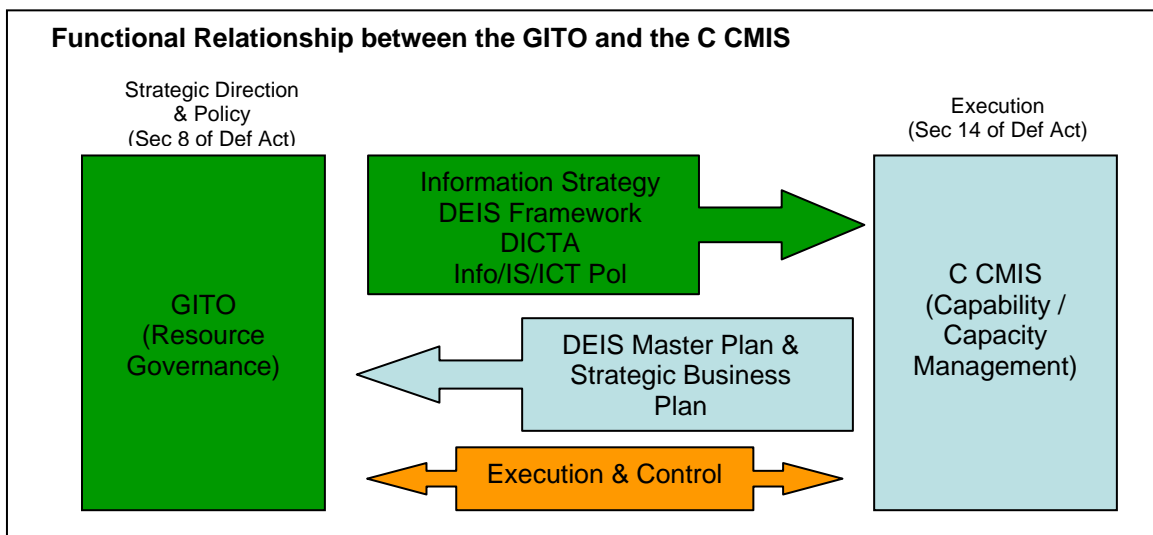 Functional Relationship between the GITO and the C CMIS
Strategic Direction
& Policy
(Sec 8 of Def Act)
Execution
(Sec 14 of Def Act)
GITO
(Resource
Governance)
Information Strategy
DEIS Framework
DICTA
Info/IS/ICT Pol
DEIS Master Plan &
Strategic Business
Plan
Execution & Control
C CMIS
(Capability /
Capacity
Management)